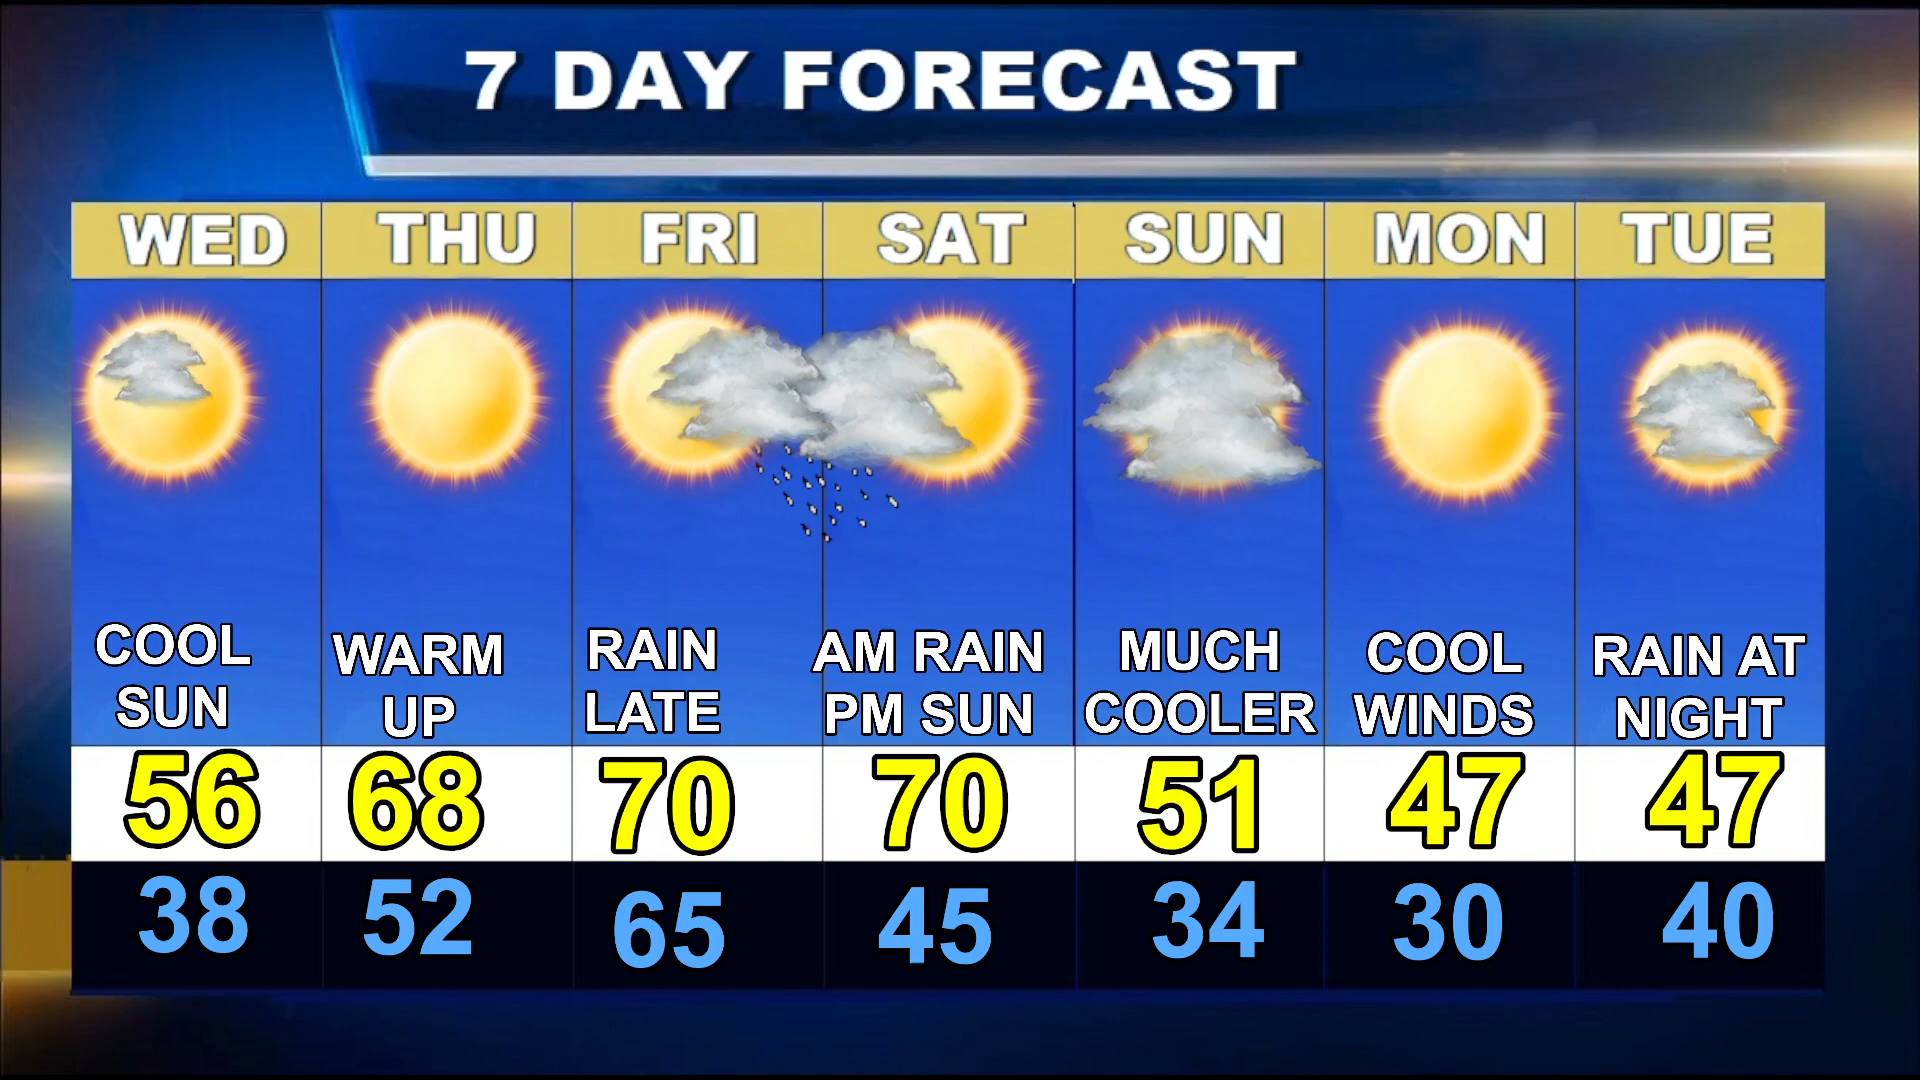 7 DAY FORECAST
WED THU FRI SAT SUN MON TUE
COOL
SUN
WARM
UP
RAIN
LATE
AM RAIN
PM SUN
MUCH
COOLER
COOL
WINDS
RAIN AT
NIGHT
56 68 70 70 51 47 47
38 52 65 45 34 30 40